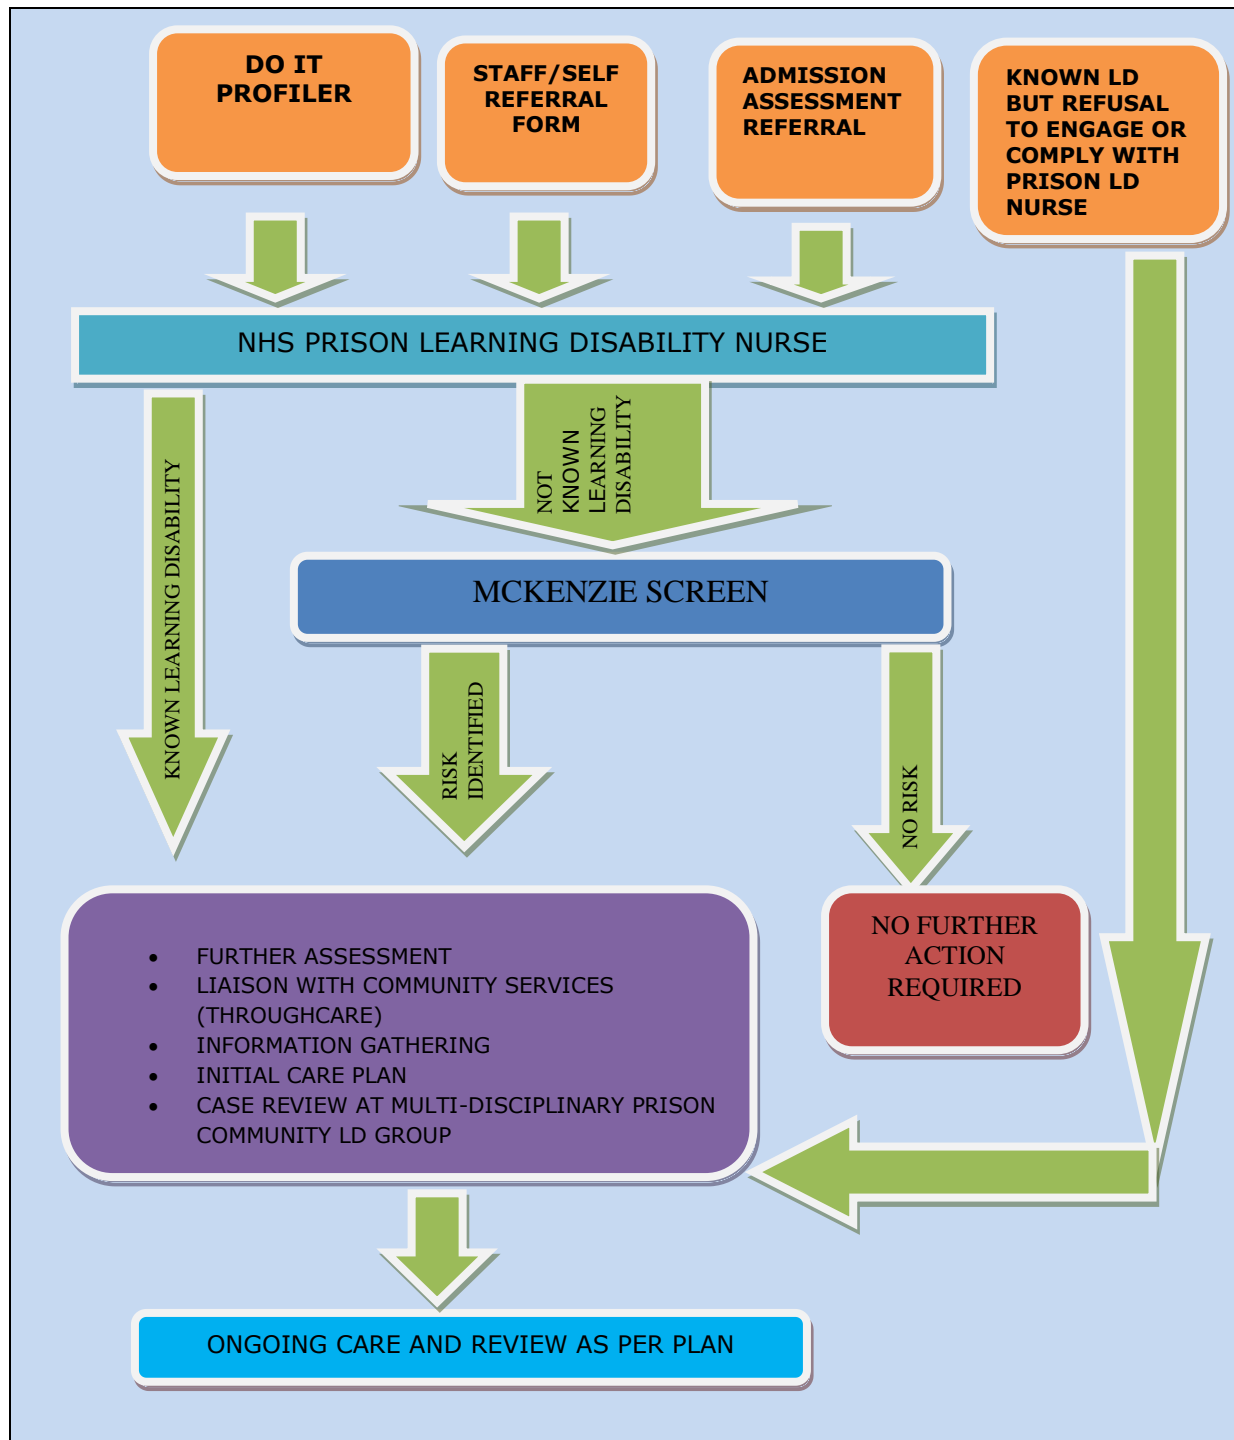 DO IT
PROFILER
STAFF/SELF
REFERRAL
FORM
ADMISSION
ASSESSMENT
REFERRAL
KNOWN LD
BUT REFUSAL
TO ENGAGE OR
COMPLY WITH
PRISON LD
NURSE
NHS PRISON LEARNING DISABILITY NURSE
KNOWN LEARNING DISABILITY
NOT
KNOWN
LEARNING
DISABILITY
MCKENZIE SCREEN
RISK
IDENTIFIED
NO RISK
• FURTHER ASSESSMENT
• LIAISON WITH COMMUNITY SERVICES
(THROUGHCARE)
• INFORMATION GATHERING
• INITIAL CARE PLAN
• CASE REVIEW AT MULTI-DISCIPLINARY PRISON
COMMUNITY LD GROUP
NO FURTHER
ACTION
REQUIRED
ONGOING CARE AND REVIEW AS PER PLAN